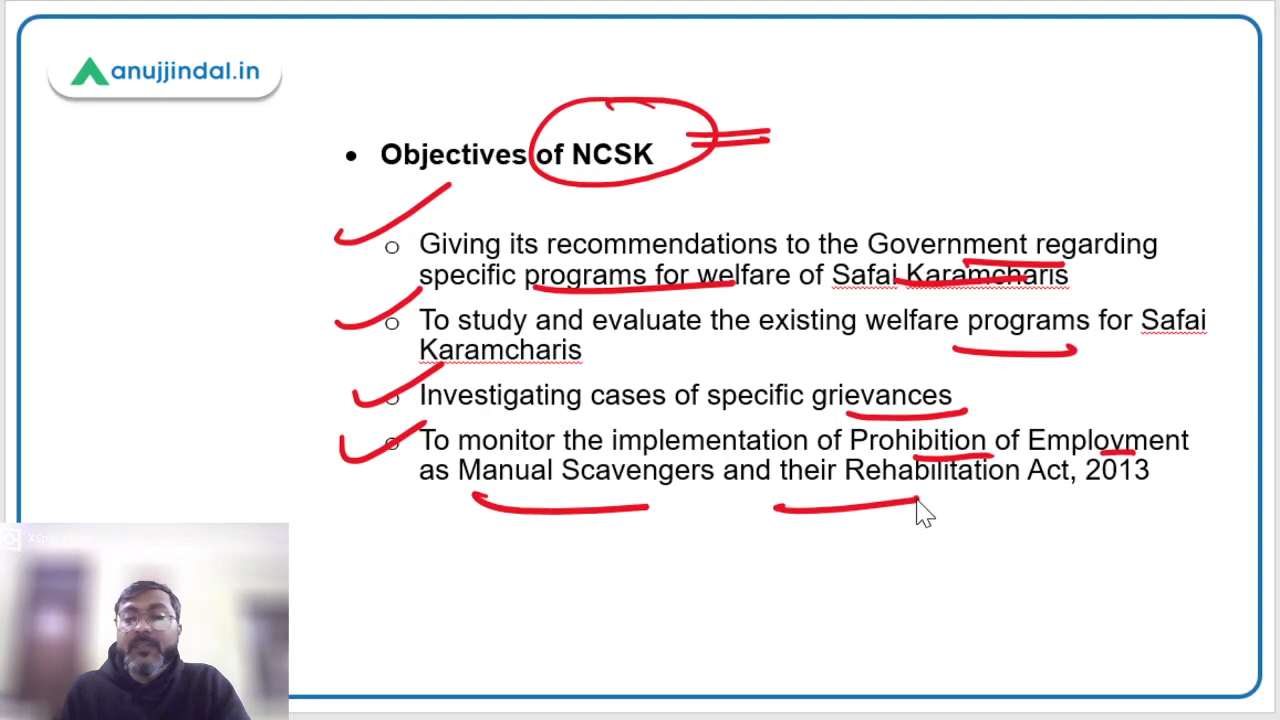 anujjindal.in
• Objectives of NCSK
o Giving its recommendations to the Government regarding
specific programs for welfare of Safai Karamcharis
o To study and evaluate the existing welfare programs for Safai
Karamcharis
o Investigating cases of specific grievances
o To monitor the implementation of Prohibition of Employment
as Manual Scavengers and their Rehabilitation Act, 2013